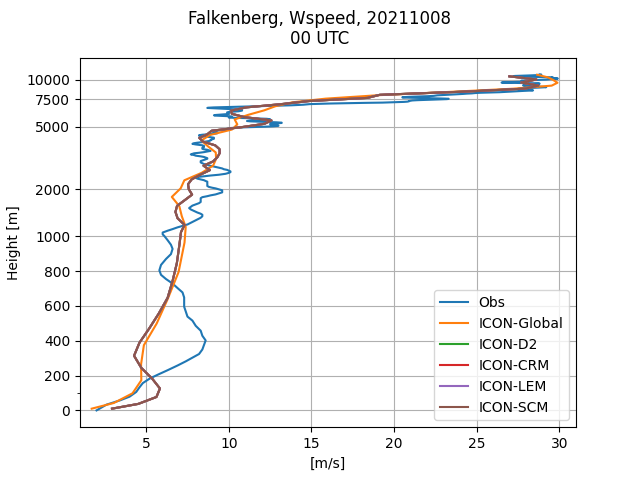 Falkenberg, Wspeed, 20211008
00 UTC
10000
7500
5000
2000
1000
800
600
400
200
0
Height [m]
5
10
15
20
25
30
[m/s]
Obs
ICON-Global
ICON-D2
ICON-CRM
ICON-LEM
ICON-SCM